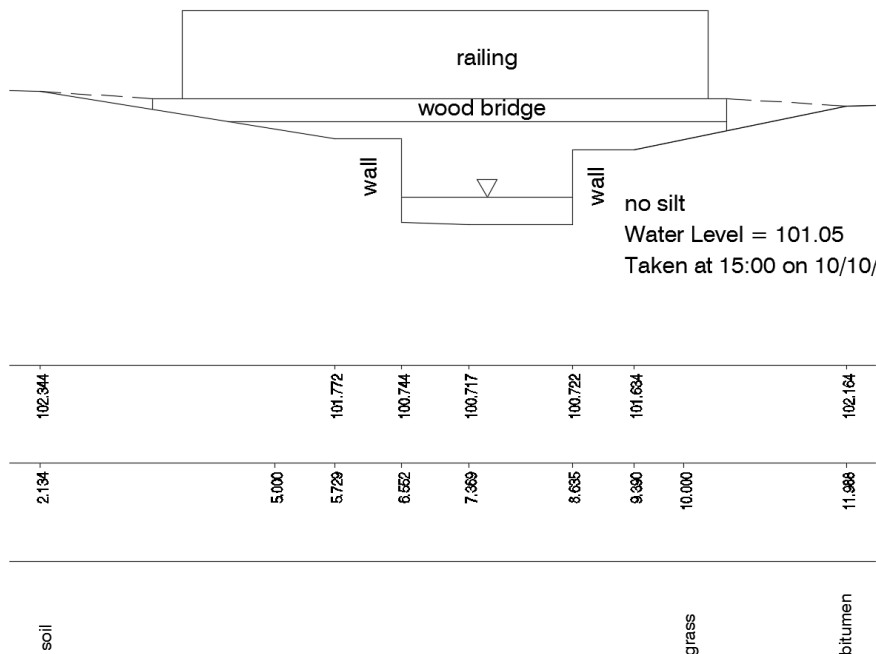 railing
wood bridge
wall
wall
no silt
Water Level = 101.05
Taken at 15:00 on 10/10/
102.344
101.772
100.744
100.717
100.722
101.634
102.164
2.134
5.000
5.729
6.552
7.369
8.635
9.390
10.000
11.986
soil
grass
bitumen